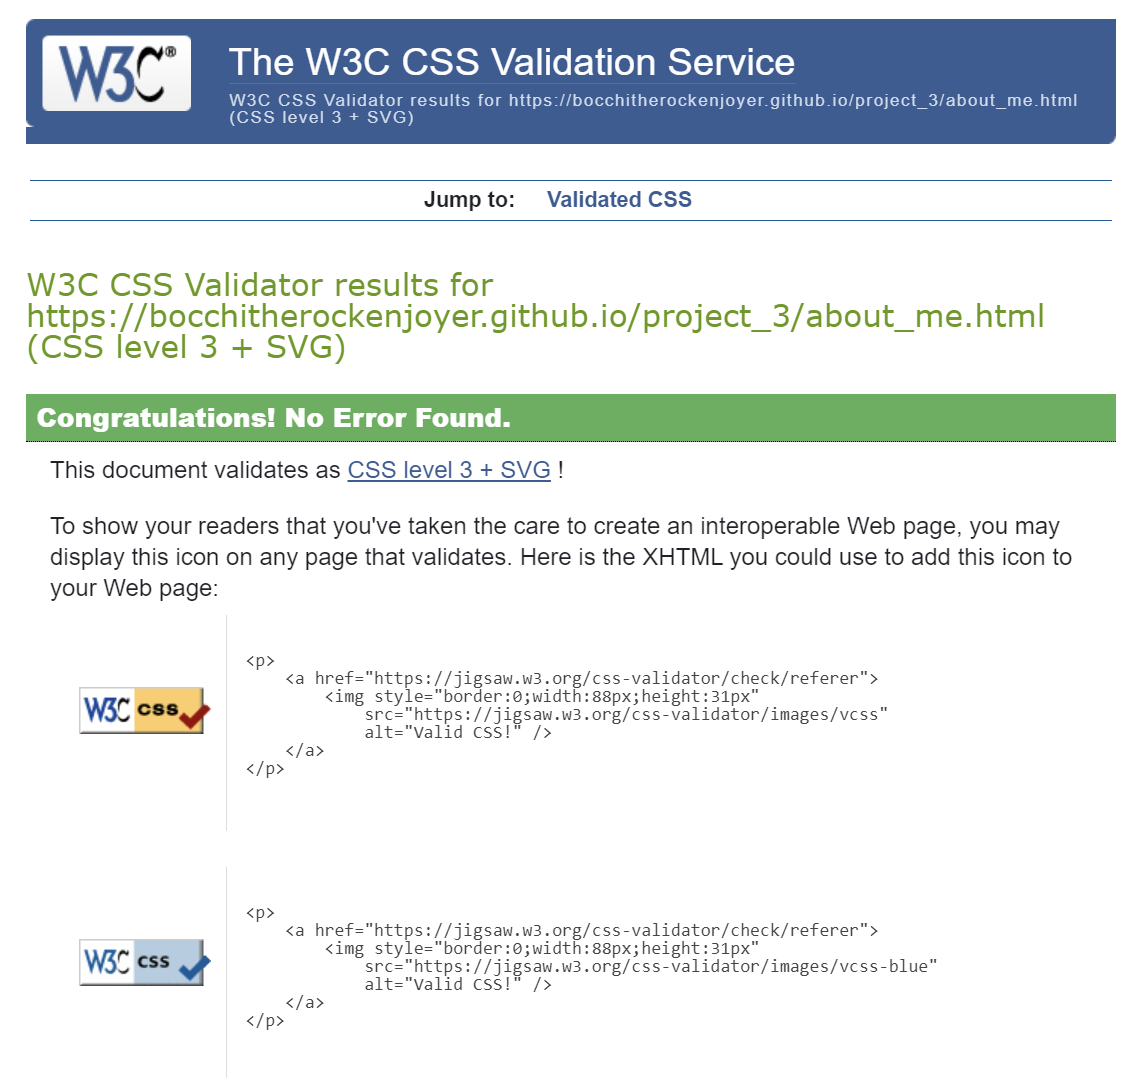 W3C®
The W3C CSS Validation Service
W3C CSS Validator results for https://bocchitherockenjoyer.github.io/project_3/about_me.html
(CSS level 3 + SVG)
Jump to: Validated CSS
W3C CSS Validator results for
https://bocchitherockenjoyer.github.io/project_3/about_me.html
(CSS level 3 + SVG)
Congratulations! No Error Found.
This document validates as CSS level 3 + SVG !
To show your readers that you've taken the care to create an interoperable Web page, you may
display this icon on any page that validates. Here is the XHTML you could use to add this icon to
your Web page:
W3C css
<p>
    <a href="https://jigsaw.w3.org/css-validator/check/referer">
        <img style="border:0;width:88px;height:31px"
            src="https://jigsaw.w3.org/css-validator/images/vcss"
            alt="Valid CSS!" />
    </a>
</p>
W3C css
<p>
    <a href="https://jigsaw.w3.org/css-validator/check/referer">
        <img style="border:0;width:88px;height:31px"
            src="https://jigsaw.w3.org/css-validator/images/vcss-blue"
            alt="Valid CSS!" />
    </a>
</p>